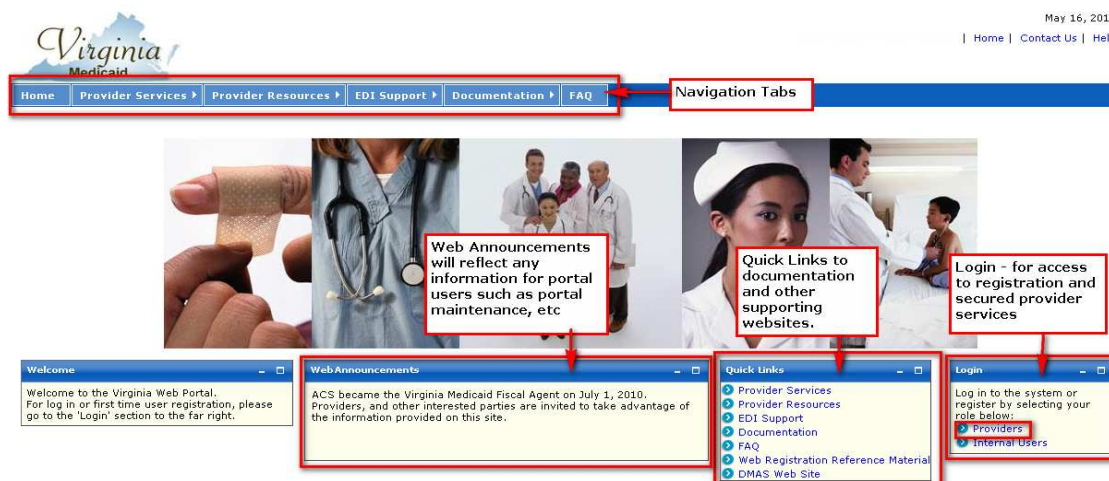 May 16, 201
| Home | Contact Us | Hel
Virginia
Medicaid
Home Provider Services Provider Resources EDI Support Documentation FAQ
Navigation Tabs
Web Announcements
will reflect any
information for portal
users such as portal
maintenance, etc
Quick Links to
documentation
and other
supporting
websites.
Login - for access
to registration and
secured provider
services
Welcome
Welcome to the Virginia Web Portal.
For log in or first time user registration, please
go to the 'Login' section to the far right.
Web Announcements
ACS became the Virginia Medicaid Fiscal Agent on July 1, 2010.
Providers, and other interested parties are invited to take advantage of
the information provided on this site.
Quick Links
Provider Services
Provider Resources
EDI Support
Documentation
FAQ
Web Registration Reference Material
DMAS Web Site
Login
Log in to the system or
register by selecting your
role below:
Providers
Internal Users